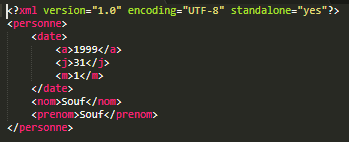 <?xml version="1.0" encoding="UTF-8" standalone="yes"?>
<personne>
    <date>
        <a>1999</a>
        <j>31</j>
        <m>1</m>
    </date>
    <nom>Souf</nom>
    <prenom>Souf</prenom>
</personne>